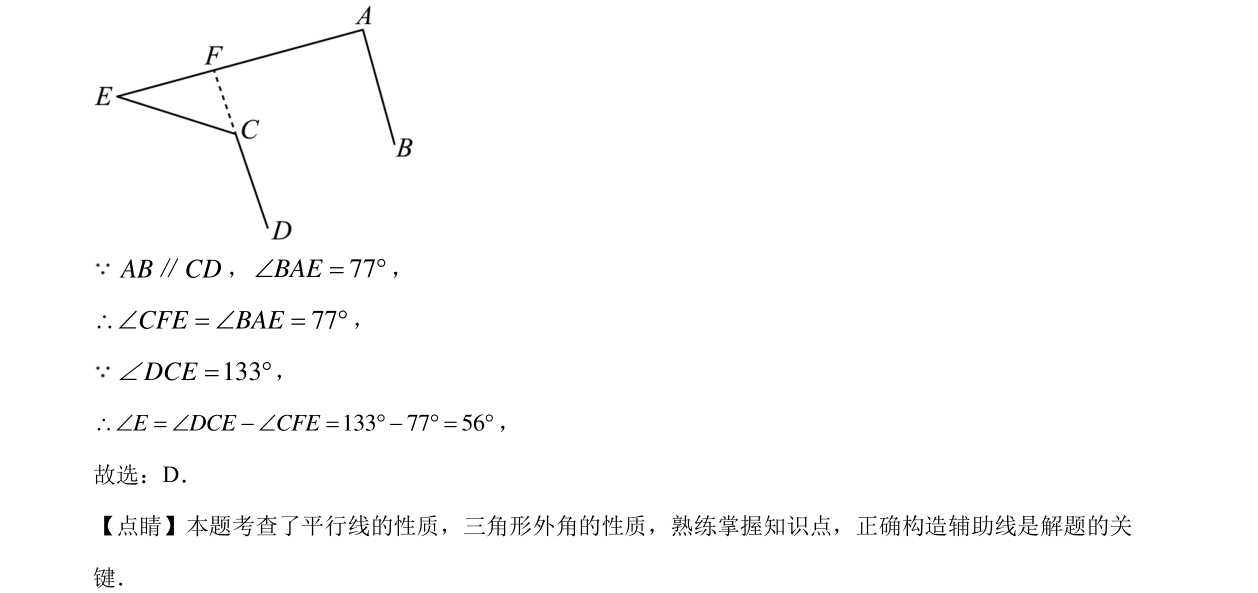 A
F
E
C
B
D
∵ AB∥CD，∠BAE=77°，
∴∠CFE=∠BAE=77°，
∵ ∠DCE=133°，
∴∠E=∠DCE−∠CFE=133°−77°=56°，
故选：D．
【点睛】本题考查了平行线的性质，三角形外角的性质，熟练掌握知识点，正确构造辅助线是解题的关
键．